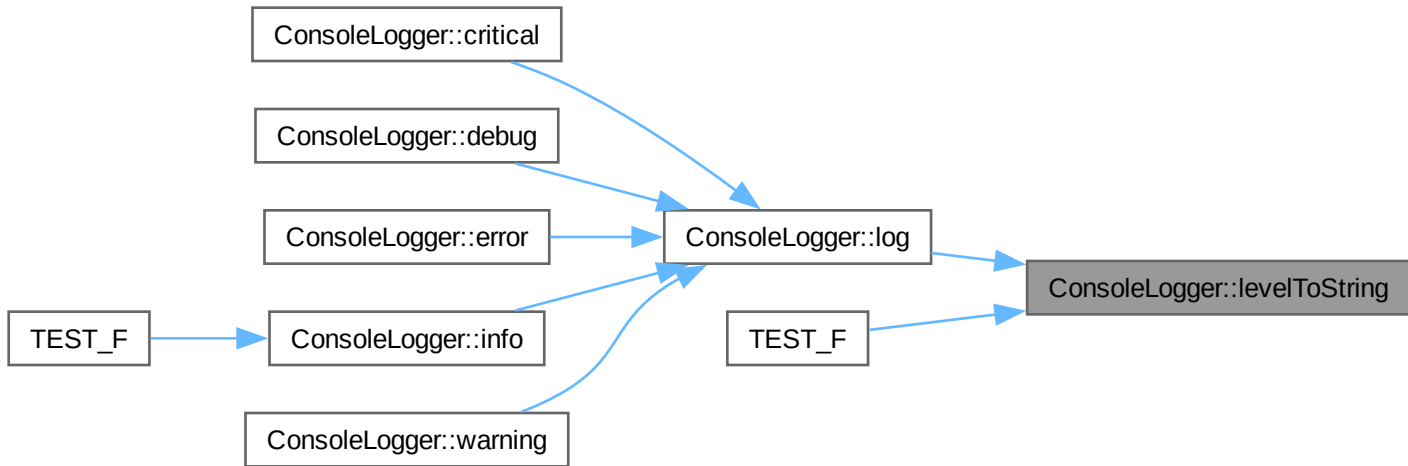 ConsoleLogger::critical
ConsoleLogger::debug
ConsoleLogger::error
ConsoleLogger::log
ConsoleLogger::levelToString
TEST_F
ConsoleLogger::info
TEST_F
ConsoleLogger::warning